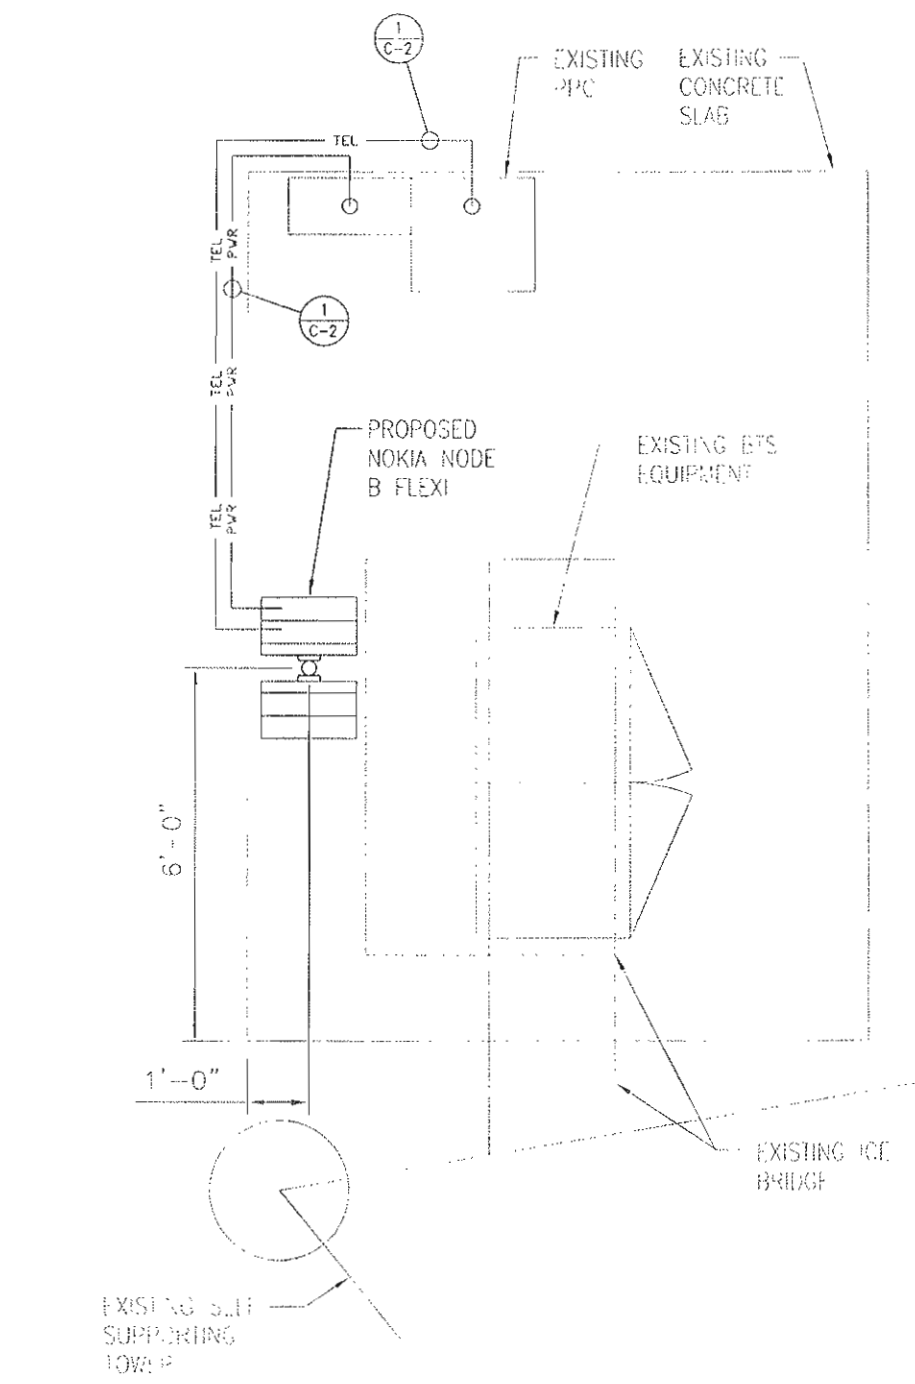 1
C-2
EXISTING
PPC
EXISTING
CONCRETE
SLAB
TEL
TEL
PWR
1
C-2
TEL
PWR
PROPOSED
NOKIA NODE
B FLEXI
EXISTING BTS
EQUIPMENT
TEL
PWR
6'-0"
1'-0"
EXISTING ICE
BRIDGE
EXISTING SELF
SUPPORTING
TOWER